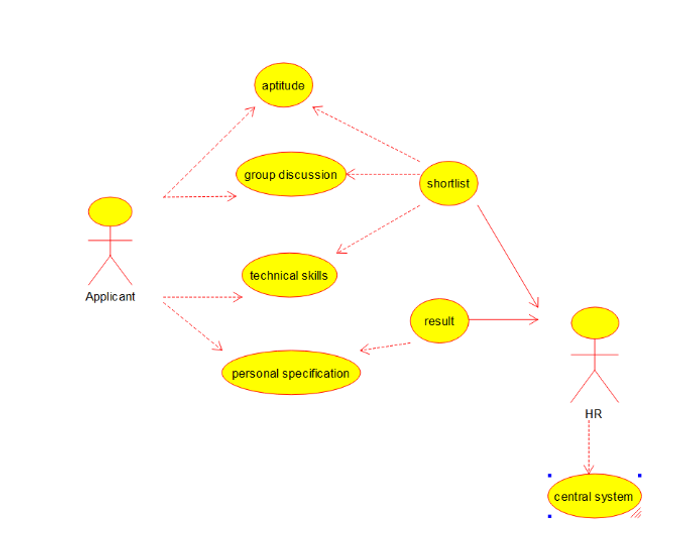 aptitude
group discussion
shortlist
technical skills
Applicant
result
personal specification
HR
central system